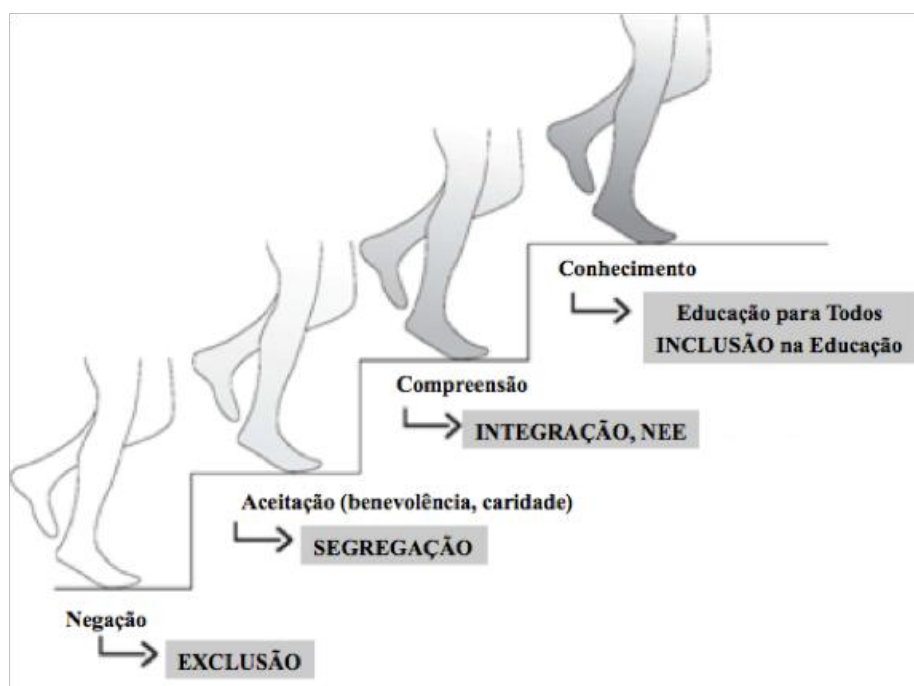 Conhecimento
Educação para Todos
INCLUSÃO na Educação
Compreensão
INTEGRAÇÃO, NEE
Aceitação (benevolência, caridade)
SEGREGAÇÃO
Negação
EXCLUSÃO